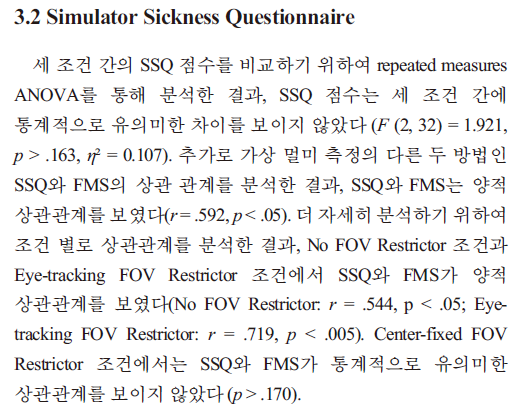 3.2 Simulator Sickness Questionnaire
세 조건 간의 SSQ 점수를 비교하기 위하여 repeated measures
ANOVA를 통해 분석한 결과, SSQ 점수는 세 조건 간에
통계적으로 유의미한 차이를 보이지 않았다 (F (2, 32) = 1.921,
p > .163, η² = 0.107). 추가로 가상 멀미 측정의 다른 두 방법인
SSQ와 FMS의 상관 관계를 분석한 결과, SSQ와 FMS는 양적
상관관계를 보였다(r = .592, p < .05). 더 자세히 분석하기 위하여
조건 별로 상관관계를 분석한 결과, No FOV Restrictor 조건과
Eye-tracking FOV Restrictor 조건에서 SSQ와 FMS가 양적
상관관계를 보였다(No FOV Restrictor: r = .544, p < .05; Eye-
tracking FOV Restrictor: r = .719, p < .005). Center-fixed FOV
Restrictor 조건에서는 SSQ와 FMS가 통계적으로 유의미한
상관관계를 보이지 않았다 (p > .170).